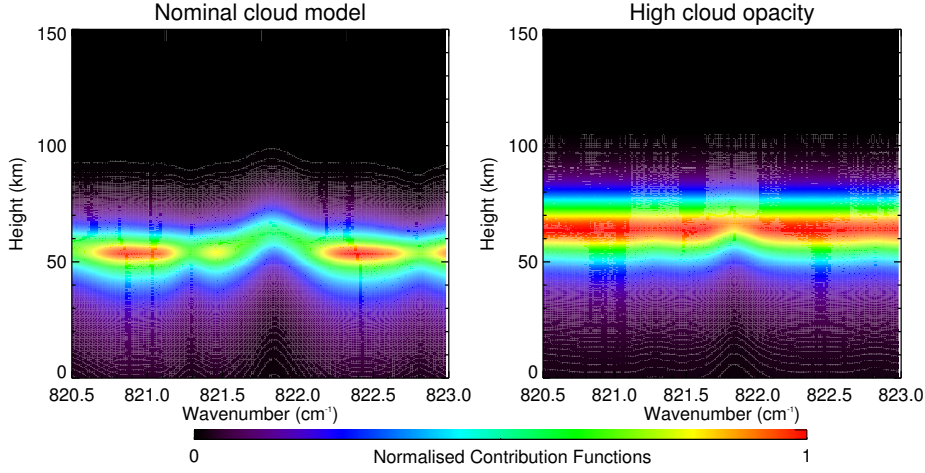 Nominal cloud model
High cloud opacity
150
100
50
0
Height (km)
820.5 821.0 821.5 822.0 822.5 823.0
Wavenumber (cm⁻¹)
150
100
50
0
Height (km)
820.5 821.0 821.5 822.0 822.5 823.0
Wavenumber (cm⁻¹)
0 Normalised Contribution Functions 1